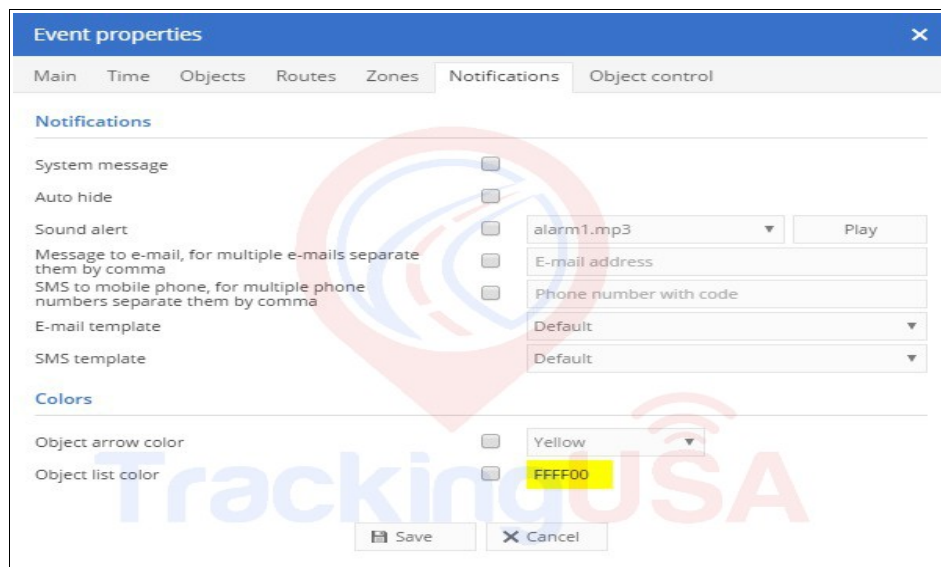 Event properties
Main Time Objects Routes Zones Notifications Object control
Notifications
System message
Auto hide
Sound alert alarm1.mp3 Play
Message to e-mail, for multiple e-mails separate
them by comma E-mail address
SMS to mobile phone, for multiple phone
numbers separate them by comma Phone number with code
E-mail template Default
SMS template Default
Colors
Object arrow color Yellow
Object list color FFFF00
TrackingUSA
Save Cancel